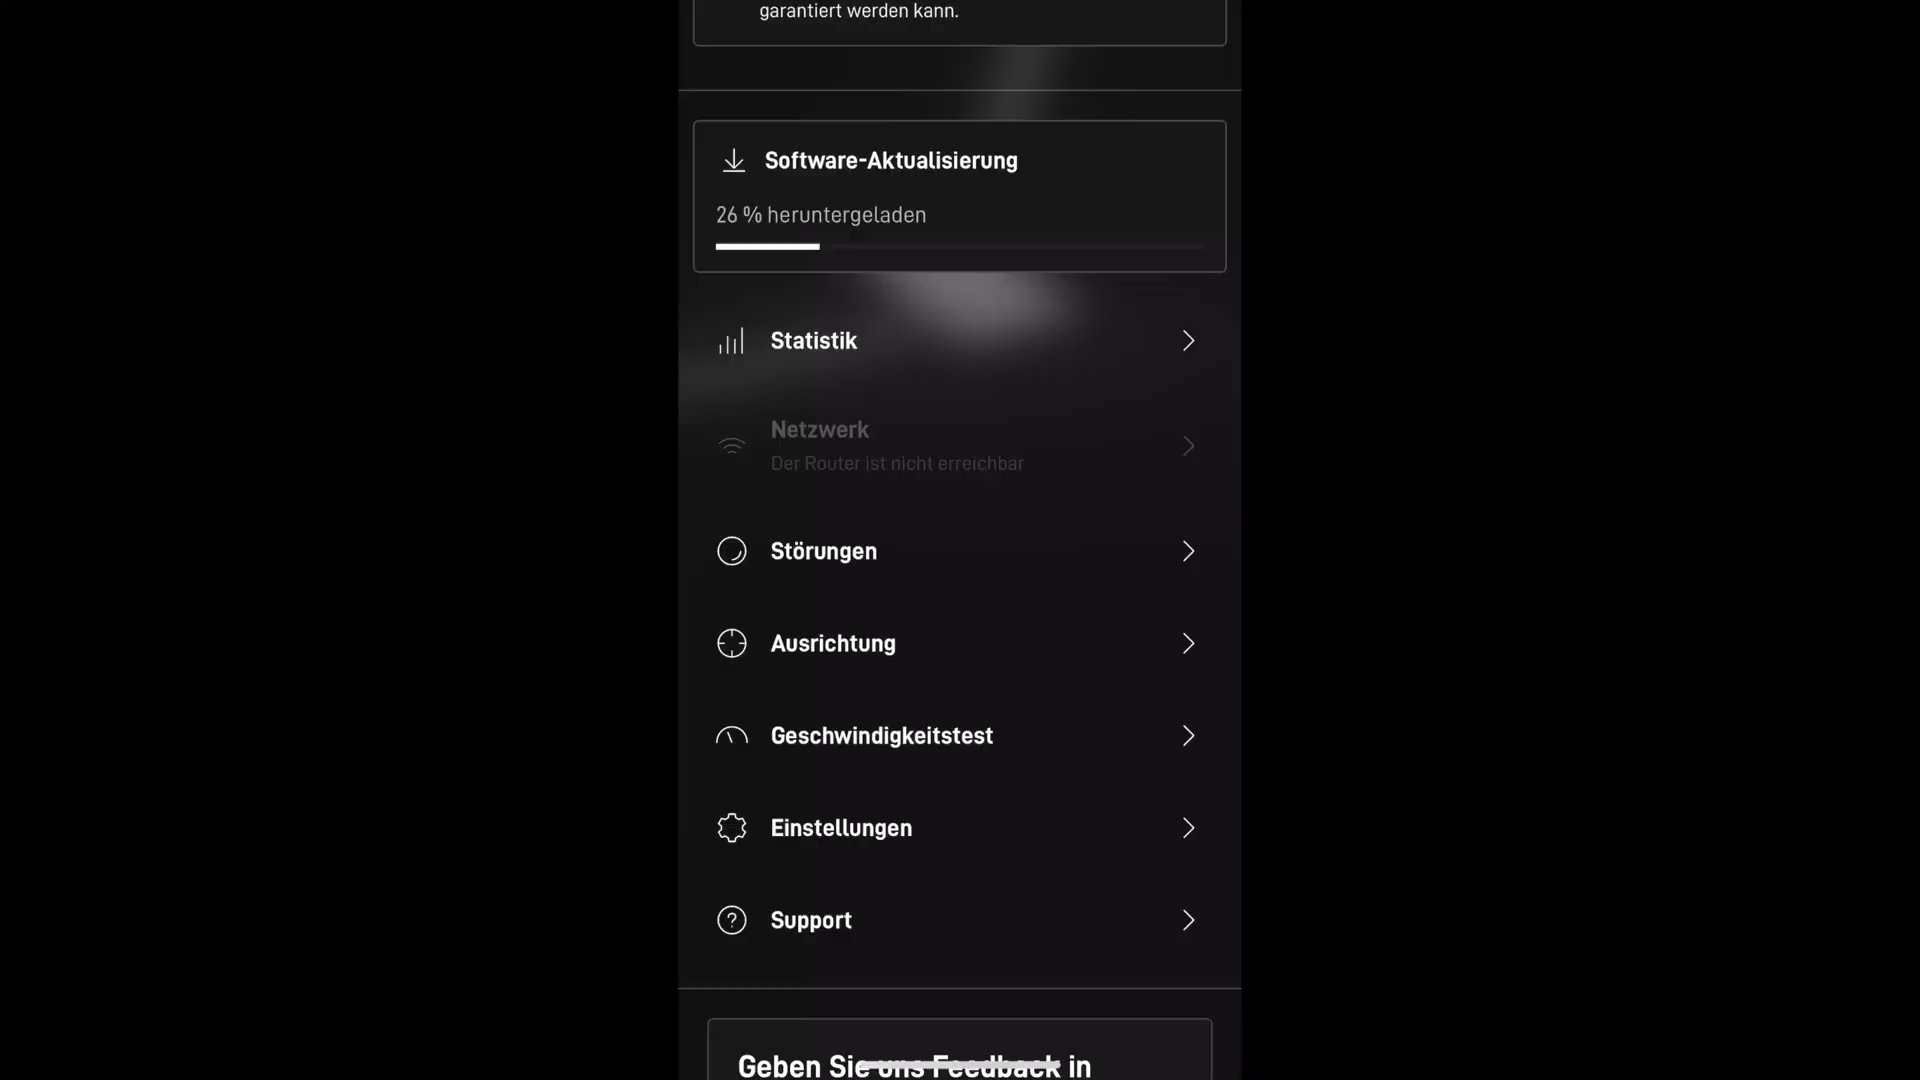 garantiert werden kann.
Software-Aktualisierung
26 % heruntergeladen
Statistik
Netzwerk
Der Router ist nicht erreichbar
Störungen
Ausrichtung
Geschwindigkeitstest
Einstellungen
Support
Geben Sie uns Feedback in